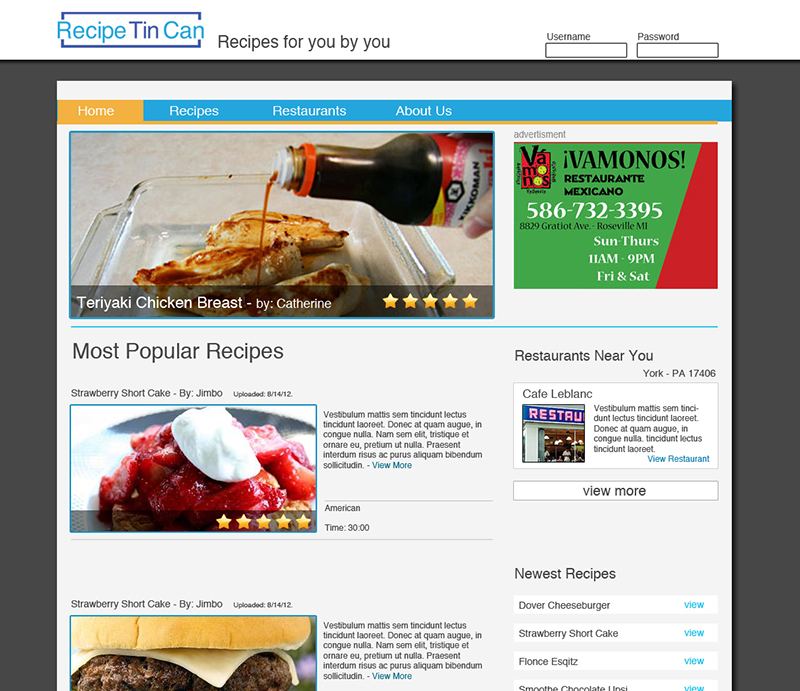 Recipe Tin Can
Recipes for you by you
Username
Password
Home
Recipes
Restaurants
About Us
KIKKOMAN
Teriyaki Chicken Breast - by: Catherine
advertisment
Vámonos
¡VAMONOS!
RESTAURANTE
MEXICANO
586-732-3395
8829 Gratiot Ave. - Roseville MI
Sun-Thurs
11AM - 9PM
Fri & Sat
Most Popular Recipes
Strawberry Short Cake - By: Jimbo Uploaded: 8/14/12.
Vestibulum mattis sem tincidunt lectus
tincidunt laoreet. Donec at quam augue, in
congue nulla. Nam sem elit, tristique et
ornare eu, pretium ut nulla. Praesent
interdum risus ac purus aliquam bibendum
sollicitudin. - View More
American
Time: 30:00
Strawberry Short Cake - By: Jimbo Uploaded: 8/14/12.
Vestibulum mattis sem tincidunt lectus
tincidunt laoreet. Donec at quam augue, in
congue nulla. Nam sem elit, tristique et
ornare eu, pretium ut nulla. Praesent
interdum risus ac purus aliquam bibendum
sollicitudin. - View More
Restaurants Near You
York - PA 17406
Cafe Leblanc
RESTAU
Vestibulum mattis sem tinci-
dunt lectus tincidunt laoreet.
Donec at quam augue, in
congue nulla. tincidunt lectus
tincidunt laoreet.
View Restaurant
view more
Newest Recipes
Dover Cheeseburger view
Strawberry Short Cake view
Flonce Esqitz view
Smoothe Chocolate Upsi view